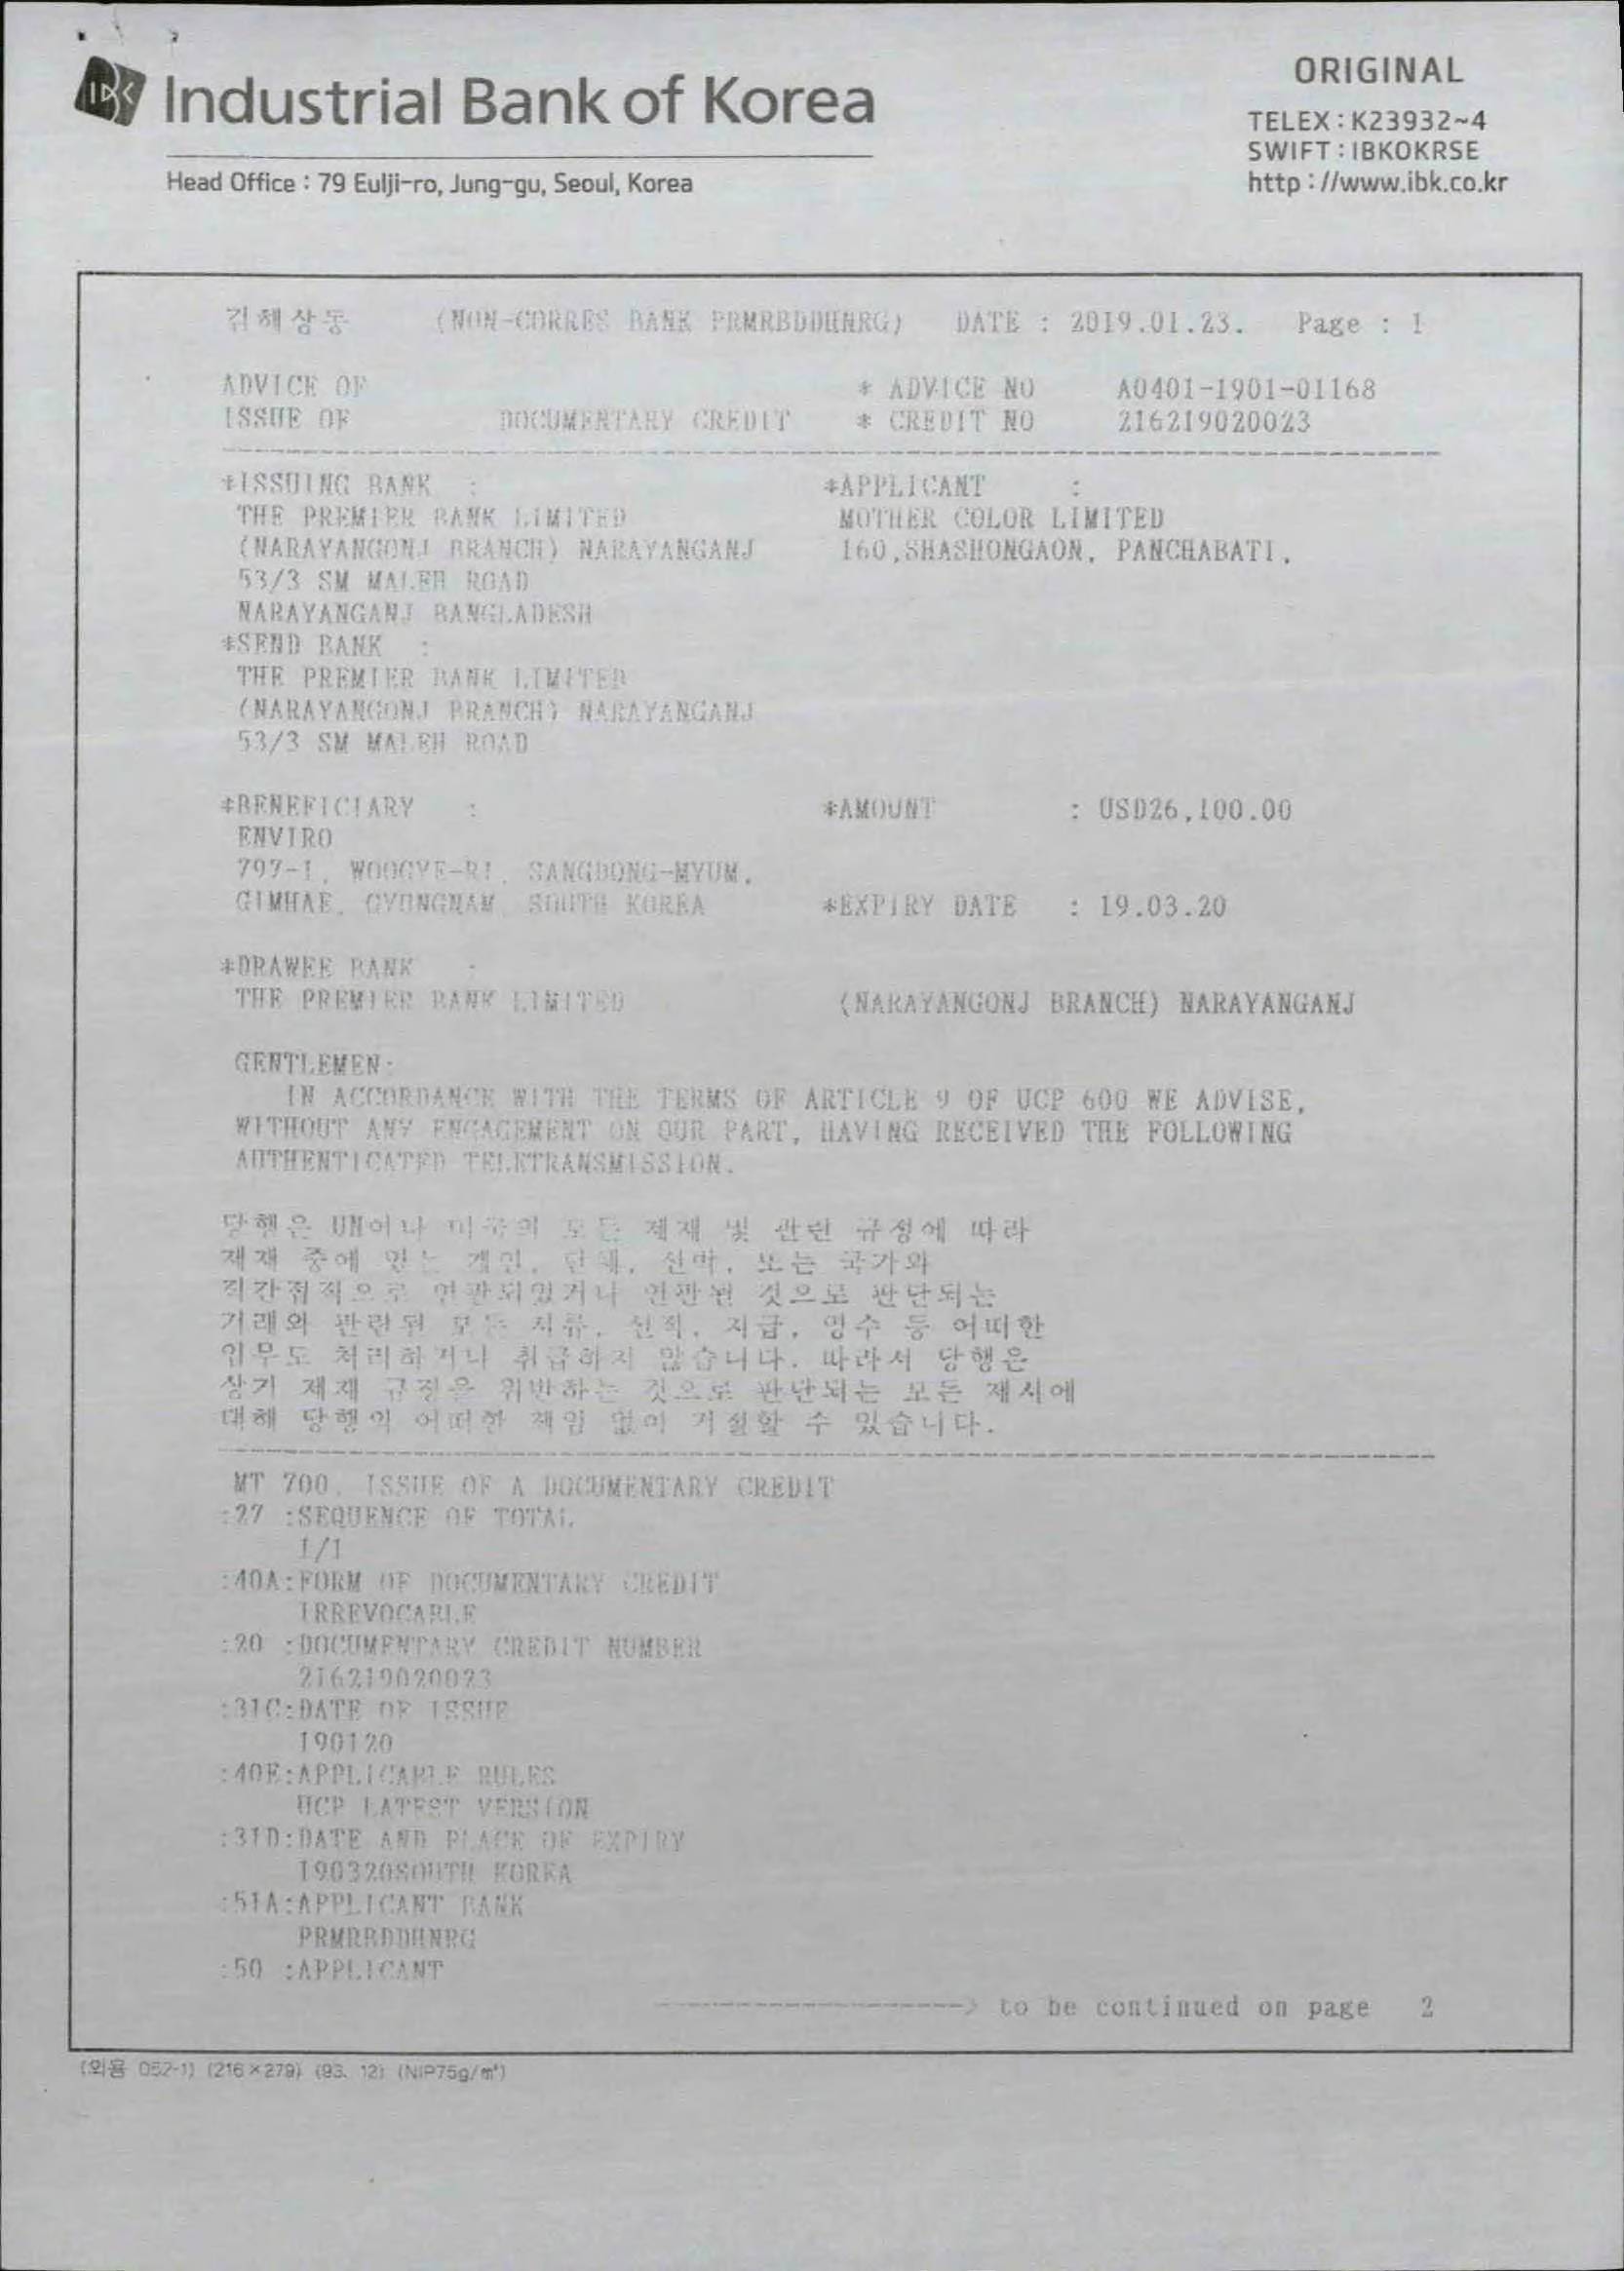 IBK Industrial Bank of Korea
ORIGINAL
TELEX : K23932~4
SWIFT : IBKOKRSE
http : //www.ibk.co.kr
Head Office : 79 Eulji-ro, Jung-gu, Seoul, Korea
김해상동 (NON-CORRES BANK PRMRBDDHNRG) DATE : 2019.01.23. Page : 1
ADVICE OF * ADVICE NO A0401-1901-01168
ISSUE OF DOCUMENTARY CREDIT * CREDIT NO 216219020023
*ISSUING BANK : *APPLICANT :
THE PREMIER BANK LIMITED MOTHER COLOR LIMITED
(NARAYANGONJ BRANCH) NARAYANGANJ 160,SHASHONGAON, PANCHABATI,
53/3 SM MALEH ROAD
NARAYANGANJ BANGLADESH
*SEND BANK :
THE PREMIER BANK LIMITED
(NARAYANGONJ BRANCH) NARAYANGANJ
53/3 SM MALEH ROAD
*BENEFICIARY : *AMOUNT : USD26,100.00
ENVIRO
797-1, WOOGYE-RI, SANGDONG-MYUM,
GIMHAE, GYUNGNAM, SOUTH KOREA *EXPIRY DATE : 19.03.20
*DRAWEE BANK :
THE PREMIER BANK LIMITED (NARAYANGONJ BRANCH) NARAYANGANJ
GENTLEMEN:
IN ACCORDANCE WITH THE TERMS OF ARTICLE 9 OF UCP 600 WE ADVISE,
WITHOUT ANY ENGAGEMENT ON OUR PART, HAVING RECEIVED THE FOLLOWING
AUTHENTICATED TELETRANSMISSION.
당행은 UN이나 미국의 모든 제재 및 관련 규정에 따라
제재 중에 있는 개인, 단체, 선박, 또는 국가와
직간접적으로 연관되있거나 연관된 것으로 판단되는
거래와 관련된 모든 서류, 선적, 지급, 영수 등 어떠한
업무도 처리하거나 취급하지 않습니다. 따라서 당행은
상기 제재 규정을 위반하는 것으로 판단되는 모든 제시에
대해 당행의 어떠한 책임 없이 거절할 수 있습니다.
MT 700, ISSUE OF A DOCUMENTARY CREDIT
:27 :SEQUENCE OF TOTAL
1/1
:40A:FORM OF DOCUMENTARY CREDIT
IRREVOCABLE
:20 :DOCUMENTARY CREDIT NUMBER
216219020023
:31C:DATE OF ISSUE
190120
:40E:APPLICABLE RULES
UCP LATEST VERSION
:31D:DATE AND PLACE OF EXPIRY
190320SOUTH KOREA
:51A:APPLICANT BANK
PRMRBDDHNRG
:50 :APPLICANT
--------------------> to be continued on page 2
(외용 052-1) (216×279) (93. 12) (NIP75g/㎡)